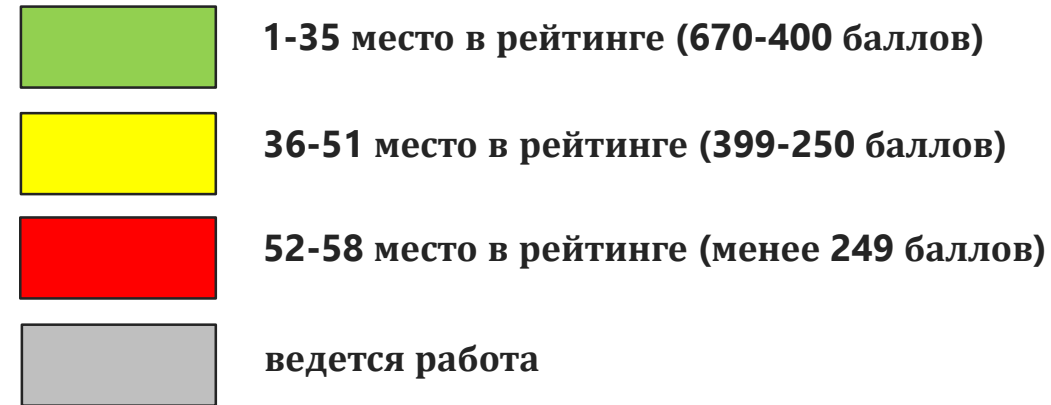 1-35 место в рейтинге (670-400 баллов)
36-51 место в рейтинге (399-250 баллов)
52-58 место в рейтинге (менее 249 баллов)
ведется работа